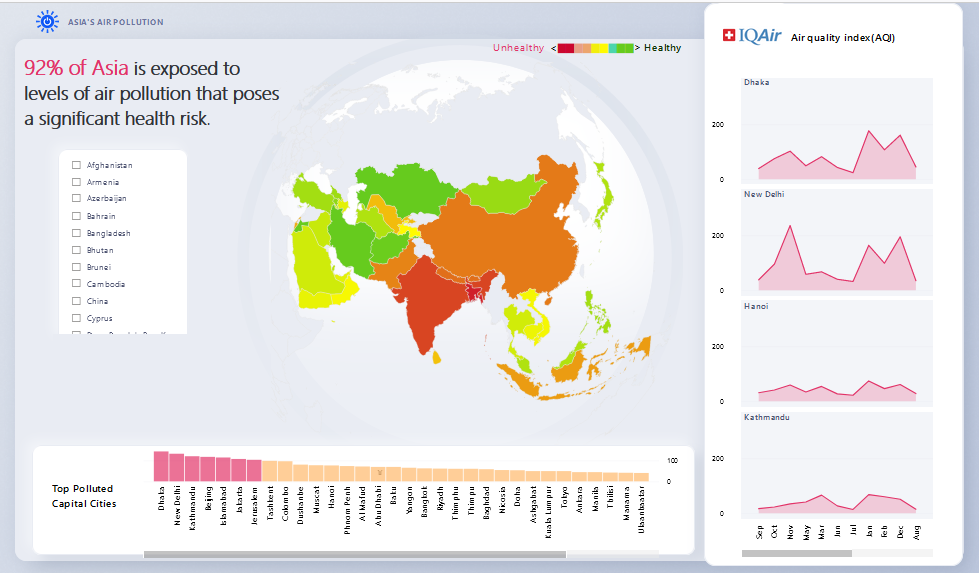 ASIA'S AIR POLLUTION
92% of Asia is exposed to
levels of air pollution that poses
a significant health risk.
Unhealthy < > Healthy
Afghanistan
Armenia
Azerbaijan
Bahrain
Bangladesh
Bhutan
Brunei
Cambodia
China
Cyprus
Top Polluted
Capital Cities
100
0
Dhaka
New Delhi
Kathmandu
Beijing
Islamabad
Jakarta
Jerusalem
Tashkent
Colombo
Dushanbe
Muscat
Hanoi
Phnom Penh
Al Maful
Abu Dhabi
Baku
Yangon
Bangkok
Riyadh
Thimphu
Thimpu
Baghdad
Nicosia
Doha
Ashgabat
Kuala Lumpur
Tokyo
Ankara
Manila
Tbilisi
Manama
Ulaanbaatar
IQAir Air quality index(AQI)
Dhaka
200
0
New Delhi
200
0
Hanoi
200
0
Kathmandu
200
0
Sep
Oct
Nov
May
Mar
Jun
Jul
Jan
Feb
Dec
Aug